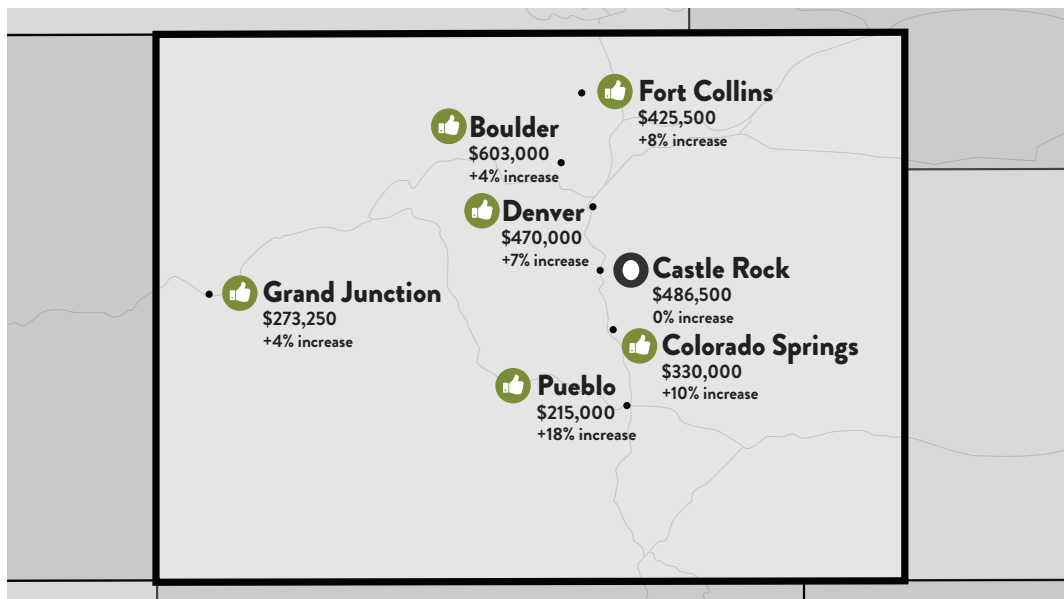 Fort Collins
$425,500
+8% increase
Boulder
$603,000
+4% increase
Denver
$470,000
+7% increase
Castle Rock
$486,500
0% increase
Grand Junction
$273,250
+4% increase
Colorado Springs
$330,000
+10% increase
Pueblo
$215,000
+18% increase